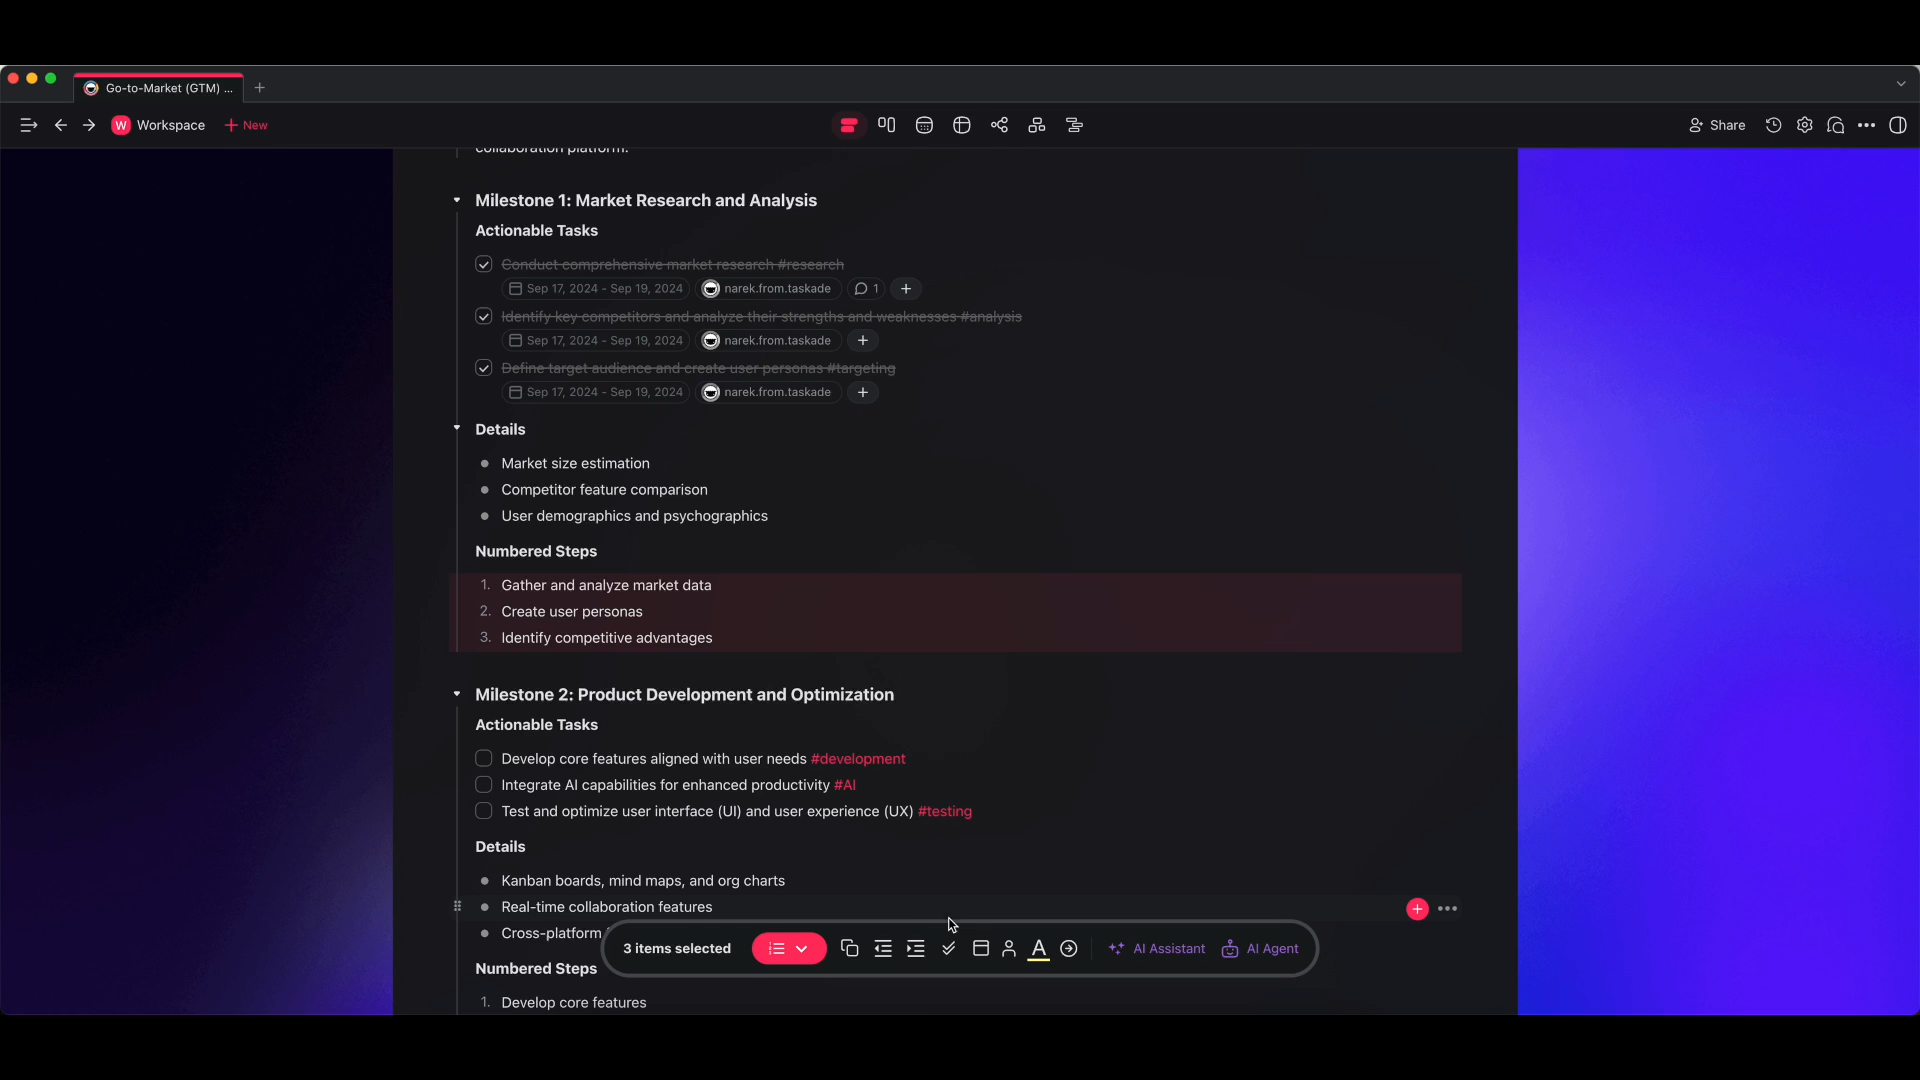 Go-to-Market (GTM) ...
W Workspace
New
Share
collaboration platform.
Milestone 1: Market Research and Analysis
Actionable Tasks
Conduct comprehensive market research #research
Sep 17, 2024 - Sep 19, 2024 narek.from.taskade 1
Identify key competitors and analyze their strengths and weaknesses #analysis
Sep 17, 2024 - Sep 19, 2024 narek.from.taskade
Define target audience and create user personas #targeting
Sep 17, 2024 - Sep 19, 2024 narek.from.taskade
Details
Market size estimation
Competitor feature comparison
User demographics and psychographics
Numbered Steps
1. Gather and analyze market data
2. Create user personas
3. Identify competitive advantages
Milestone 2: Product Development and Optimization
Actionable Tasks
Develop core features aligned with user needs #development
Integrate AI capabilities for enhanced productivity #AI
Test and optimize user interface (UI) and user experience (UX) #testing
Details
Kanban boards, mind maps, and org charts
Real-time collaboration features
Cross-platform
3 items selected A AI Assistant AI Agent
Numbered Steps
1. Develop core features